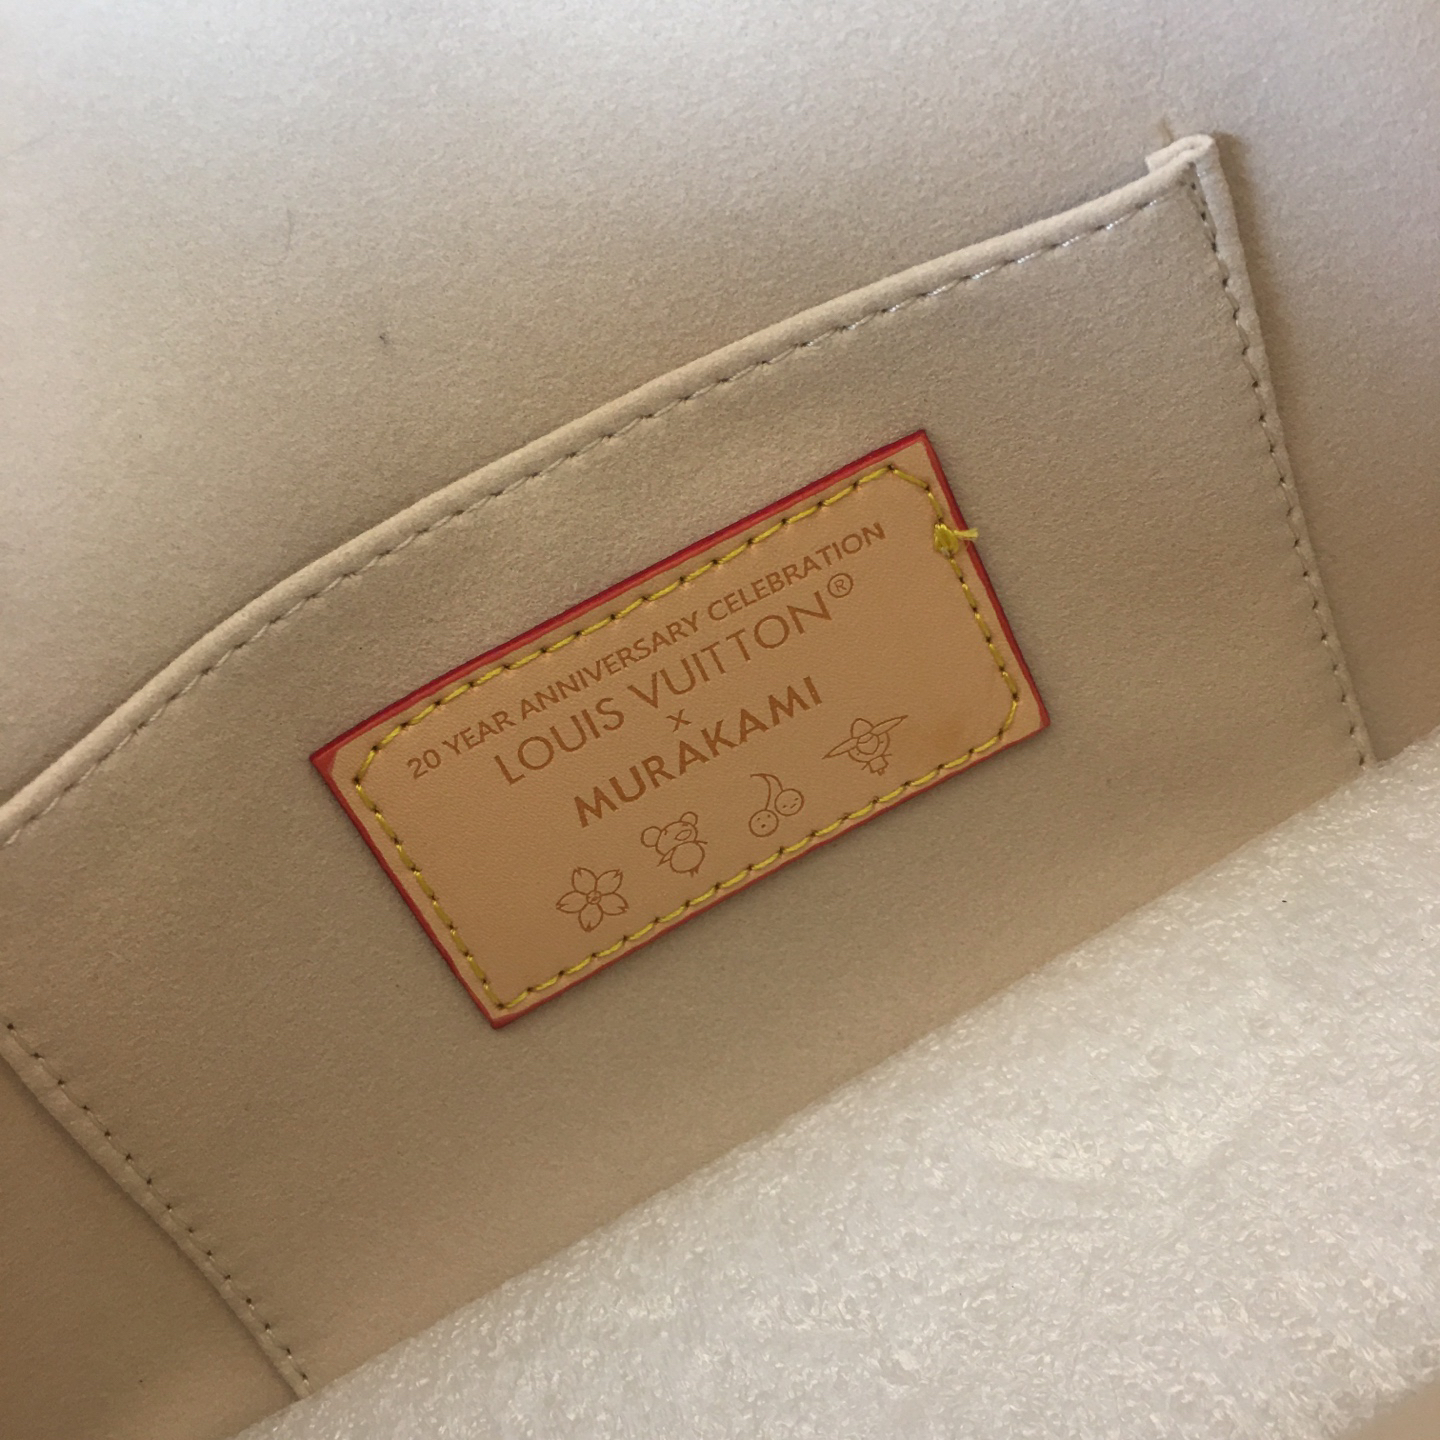 20 YEAR ANNIVERSARY CELEBRATION
LOUIS VUITTON®
x
MURAKAMI